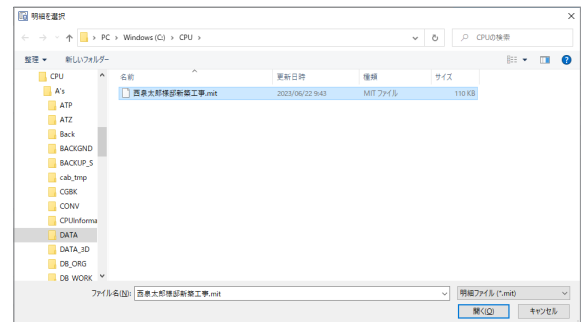 明細を選択
PC › Windows (C:) › CPU ›
CPUの検索
整理 新しいフォルダー
名前 更新日時 種類 サイズ
西泉太郎様邸新築工事.mit 2023/06/22 9:43 MIT ファイル 110 KB
CPU
A's
ATP
ATZ
Back
BACKGND
BACKUP_S
cab_tmp
CGBK
CONV
CPUInforma
DATA
DATA_3D
DB_ORG
DB WORK
ファイル名(N): 西泉太郎様邸新築工事.mit
明細ファイル (*.mit)
開く(O) キャンセル